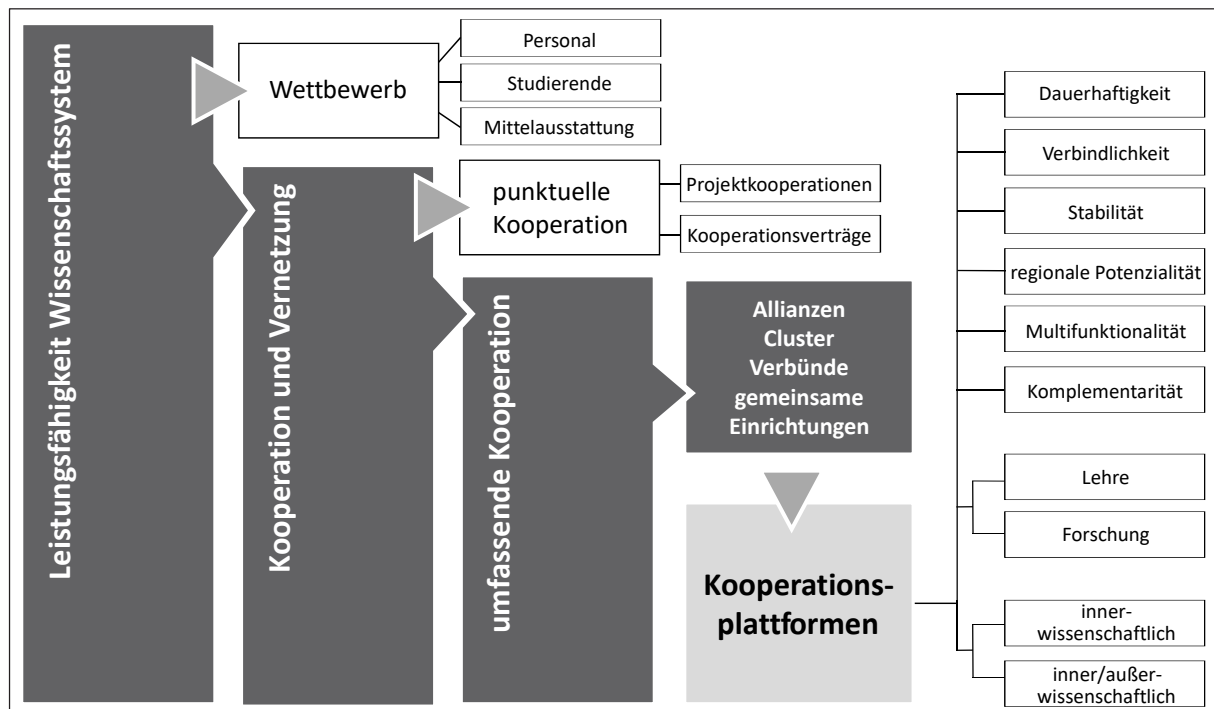 Leistungsfähigkeit Wissenschaftssystem
Wettbewerb
Personal
Studierende
Mittelausstattung
Kooperation und Vernetzung
punktuelle
Kooperation
Projektkooperationen
Kooperationsverträge
umfassende Kooperation
Allianzen
Cluster
Verbünde
gemeinsame
Einrichtungen
Kooperations-
plattformen
Dauerhaftigkeit
Verbindlichkeit
Stabilität
regionale Potenzialität
Multifunktionalität
Komplementarität
Lehre
Forschung
inner-
wissenschaftlich
inner/außer-
wissenschaftlich